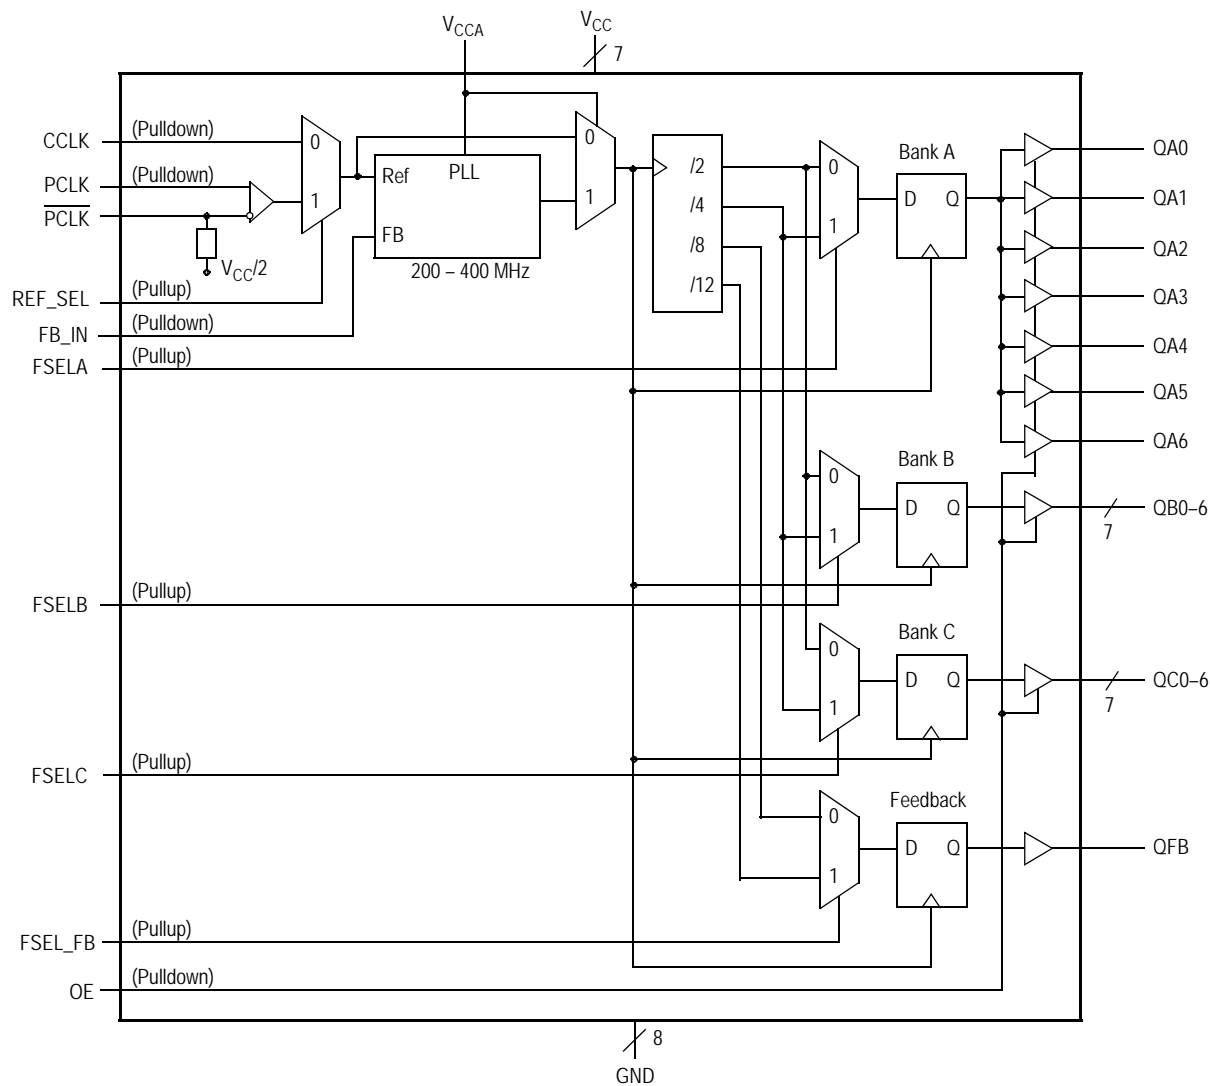 VCCA
VCC
7
CCLK
(Pulldown)
0
PCLK
(Pulldown)
1
PCLK
VCC/2
REF_SEL
(Pullup)
FB_IN
(Pulldown)
FSELA
(Pullup)
Ref
PLL
FB
200 – 400 MHz
0
1
/2
/4
/8
/12
0
1
Bank A
D Q
QA0
QA1
QA2
QA3
QA4
QA5
QA6
Bank B
0
1
D Q
QB0–6
7
FSELB
(Pullup)
Bank C
0
1
D Q
QC0–6
7
FSELC
(Pullup)
Feedback
0
1
D Q
QFB
FSEL_FB
(Pullup)
OE
(Pulldown)
8
GND